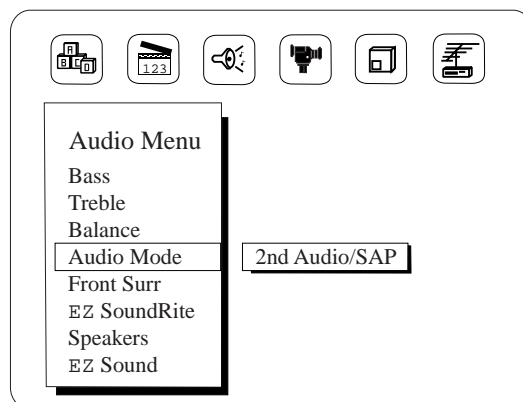 A
B C D
123
Audio Menu
Bass
Treble
Balance
Audio Mode
2nd Audio/SAP
Front Surr
EZ SoundRite
Speakers
EZ Sound